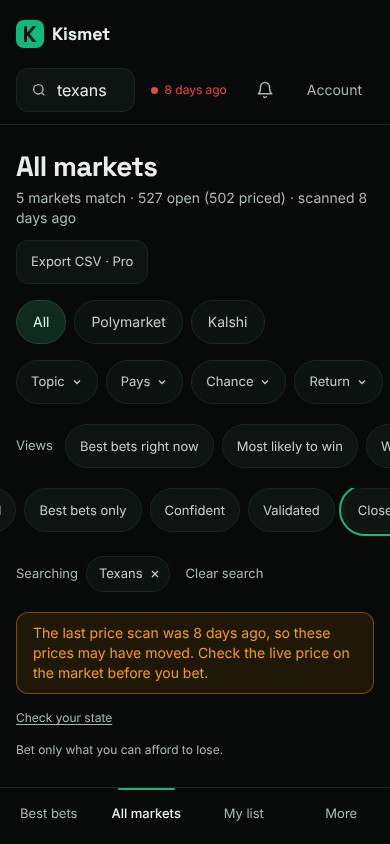 Kismet
texans
8 days ago
Account
All markets
5 markets match · 527 open (502 priced) · scanned 8
days ago
Export CSV · Pro
All
Polymarket
Kalshi
Topic
Pays
Chance
Return
Views
Best bets right now
Most likely to win
Best bets only
Confident
Validated
Close
Searching
Texans ×
Clear search
The last price scan was 8 days ago, so these
prices may have moved. Check the live price on
the market before you bet.
Check your state
Bet only what you can afford to lose.
Best bets
All markets
My list
More